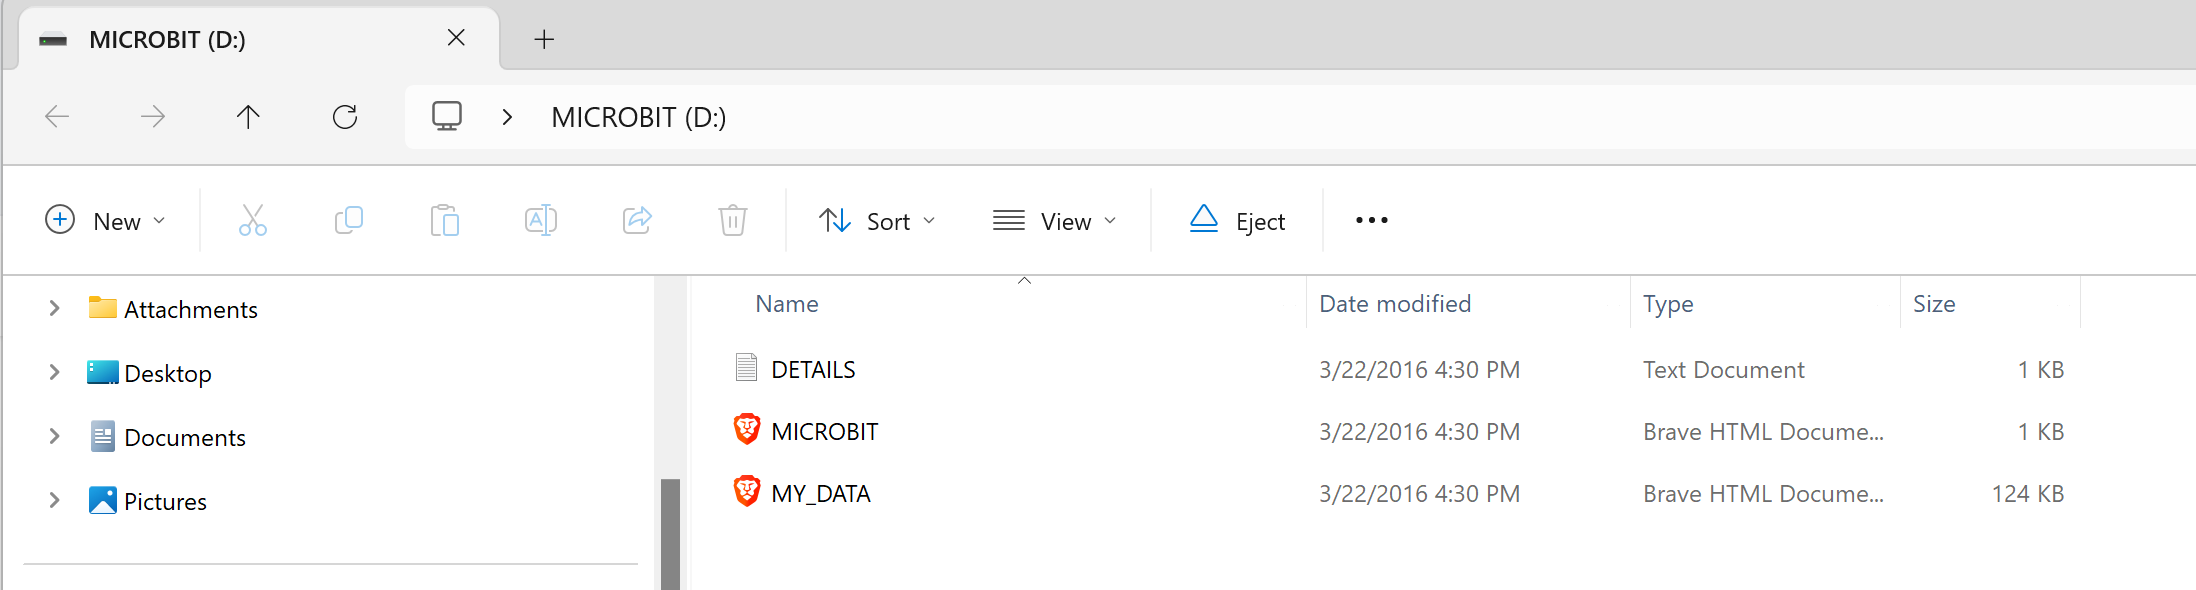 MICROBIT (D:)
MICROBIT (D:)
New Sort View Eject
Attachments
Desktop
Documents
Pictures
Name Date modified Type Size
DETAILS 3/22/2016 4:30 PM Text Document 1 KB
MICROBIT 3/22/2016 4:30 PM Brave HTML Docume... 1 KB
MY_DATA 3/22/2016 4:30 PM Brave HTML Docume... 124 KB